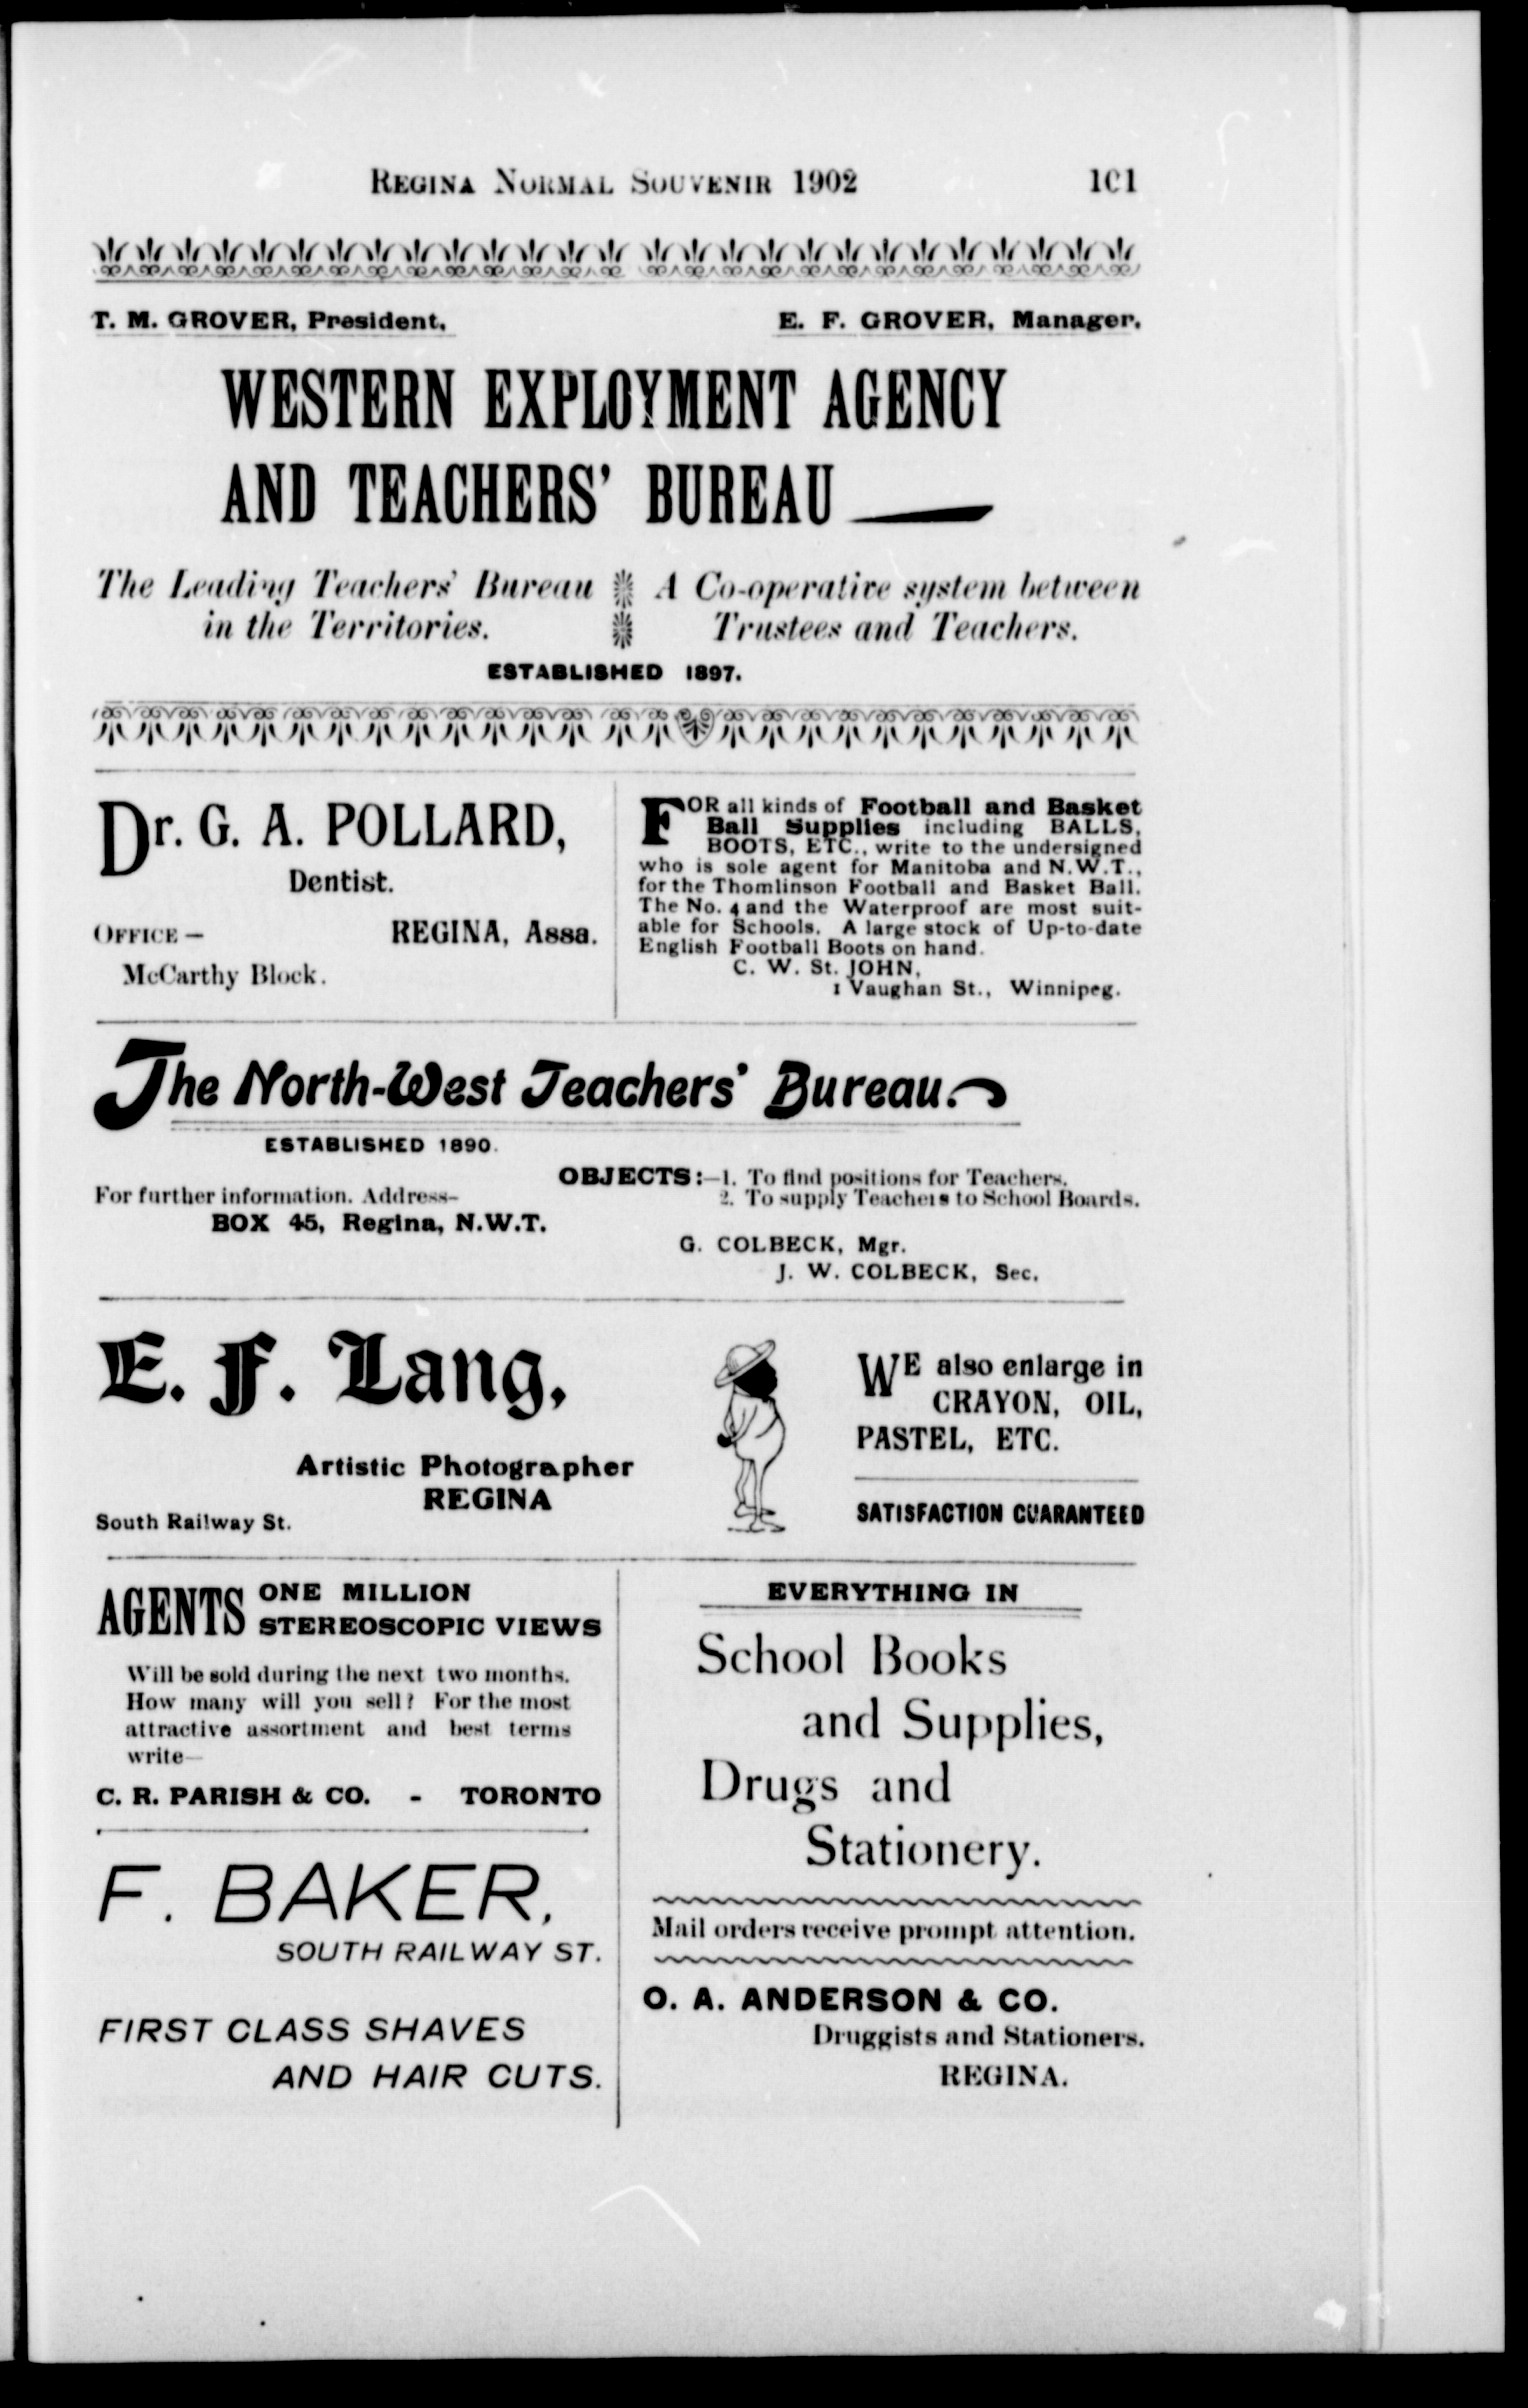 REGINA NORMAL SOUVENIR 1902 101
T. M. GROVER, President. E. F. GROVER, Manager.
WESTERN EXPLOYMENT AGENCY
AND TEACHERS' BUREAU
The Leading Teachers' Bureau
in the Territories.
A Co-operative system between
Trustees and Teachers.
ESTABLISHED 1897.
Dr. G. A. POLLARD,
Dentist.
OFFICE— REGINA, Assa.
McCarthy Block.
FOR all kinds of Football and Basket
Ball Supplies including BALLS,
BOOTS, ETC., write to the undersigned
who is sole agent for Manitoba and N.W.T.,
for the Thomlinson Football and Basket Ball.
The No. 4 and the Waterproof are most suit-
able for Schools. A large stock of Up-to-date
English Football Boots on hand.
C. W. St. JOHN,
1 Vaughan St., Winnipeg.
The North-West Teachers' Bureau.
ESTABLISHED 1890.
For further information. Address—
BOX 45, Regina, N.W.T.
OBJECTS:—1. To find positions for Teachers.
2. To supply Teachers to School Boards.
G. COLBECK, Mgr.
J. W. COLBECK, Sec.
E. F. Lang,
Artistic Photographer
REGINA
South Railway St.
WE also enlarge in
CRAYON, OIL,
PASTEL, ETC.
SATISFACTION GUARANTEED
AGENTS ONE MILLION
STEREOSCOPIC VIEWS
Will be sold during the next two months.
How many will you sell? For the most
attractive assortment and best terms
write—
C. R. PARISH & CO. - TORONTO
F. BAKER,
SOUTH RAILWAY ST.
FIRST CLASS SHAVES
AND HAIR CUTS.
EVERYTHING IN
School Books
and Supplies,
Drugs and
Stationery.
Mail orders receive prompt attention.
O. A. ANDERSON & CO.
Druggists and Stationers.
REGINA.